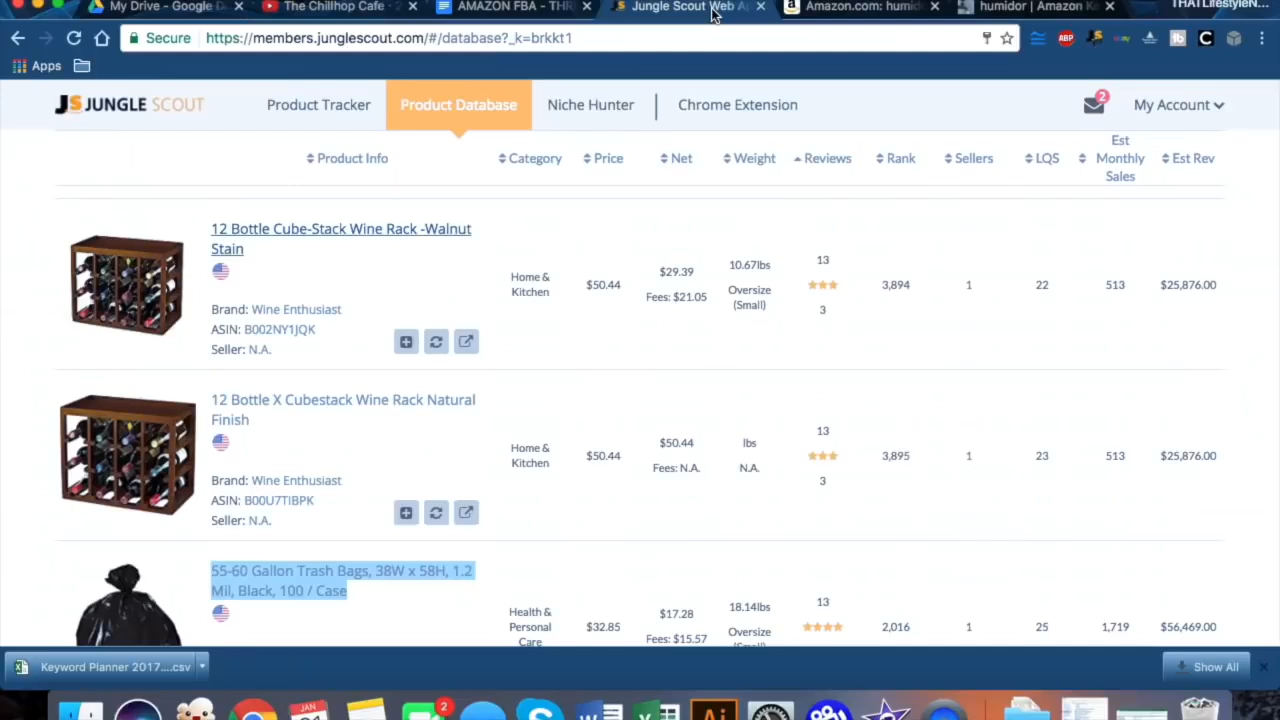 My Drive - Google D
The Chillhop Cafe
AMAZON FBA - THR
Jungle Scout Web A
Amazon.com: humid
humidor | Amazon K
THATLifestyleN...
Secure
https://members.junglescout.com/#/database?_k=brkkt1
ABP
Apps
JS JUNGLE SCOUT
Product Tracker
Product Database
Niche Hunter
Chrome Extension
2
My Account
Product Info
Category
Price
Net
Weight
Reviews
Rank
Sellers
LQS
Est
Monthly
Sales
Est Rev
12 Bottle Cube-Stack Wine Rack -Walnut
Stain
Brand: Wine Enthusiast
ASIN: B002NY1JQK
Seller: N.A.
Home &
Kitchen
$50.44
$29.39
Fees: $21.05
10.67lbs
Oversize
(Small)
13
3
3,894
1
22
513
$25,876.00
12 Bottle X Cubestack Wine Rack Natural
Finish
Brand: Wine Enthusiast
ASIN: B00U7TIBPK
Seller: N.A.
Home &
Kitchen
$50.44
$50.44
Fees: N.A.
lbs
N.A.
13
3
3,895
1
23
513
$25,876.00
55-60 Gallon Trash Bags, 38W x 58H, 1.2
Mil, Black, 100 / Case
Health &
Personal
Care
$32.85
$17.28
Fees: $15.57
18.14lbs
Oversize
(Small)
13
2,016
1
25
1,719
$56,469.00
Keyword Planner 2017....csv
Show All
JAN
2
Ai